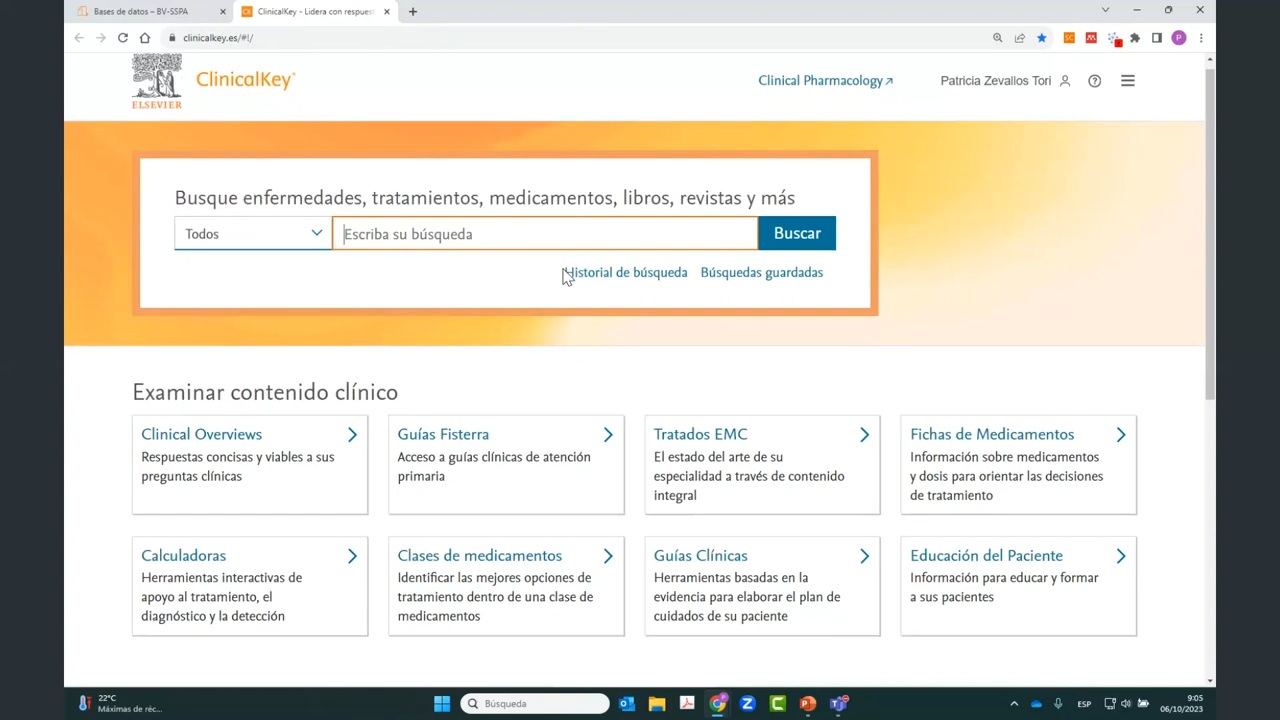 Bases de datos – BV-SSPA
ClinicalKey - Lidera con respues
clinicalkey.es/#!/
ELSEVIER
ClinicalKey®
Clinical Pharmacology
Patricia Zevallos Tori
Busque enfermedades, tratamientos, medicamentos, libros, revistas y más
Todos
Escriba su búsqueda
Buscar
Historial de búsqueda
Búsquedas guardadas
Examinar contenido clínico
Clinical Overviews
Respuestas concisas y viables a sus
preguntas clínicas
Guías Fisterra
Acceso a guías clínicas de atención
primaria
Tratados EMC
El estado del arte de su
especialidad a través de contenido
integral
Fichas de Medicamentos
Información sobre medicamentos
y dosis para orientar las decisiones
de tratamiento
Calculadoras
Herramientas interactivas de
apoyo al tratamiento, el
diagnóstico y la detección
Clases de medicamentos
Identificar las mejores opciones de
tratamiento dentro de una clase de
medicamentos
Guías Clínicas
Herramientas basadas en la
evidencia para elaborar el plan de
cuidados de su paciente
Educación del Paciente
Información para educar y formar
a sus pacientes
22°C
Máximas de réc...
Búsqueda
ESP
9:05
06/10/2023